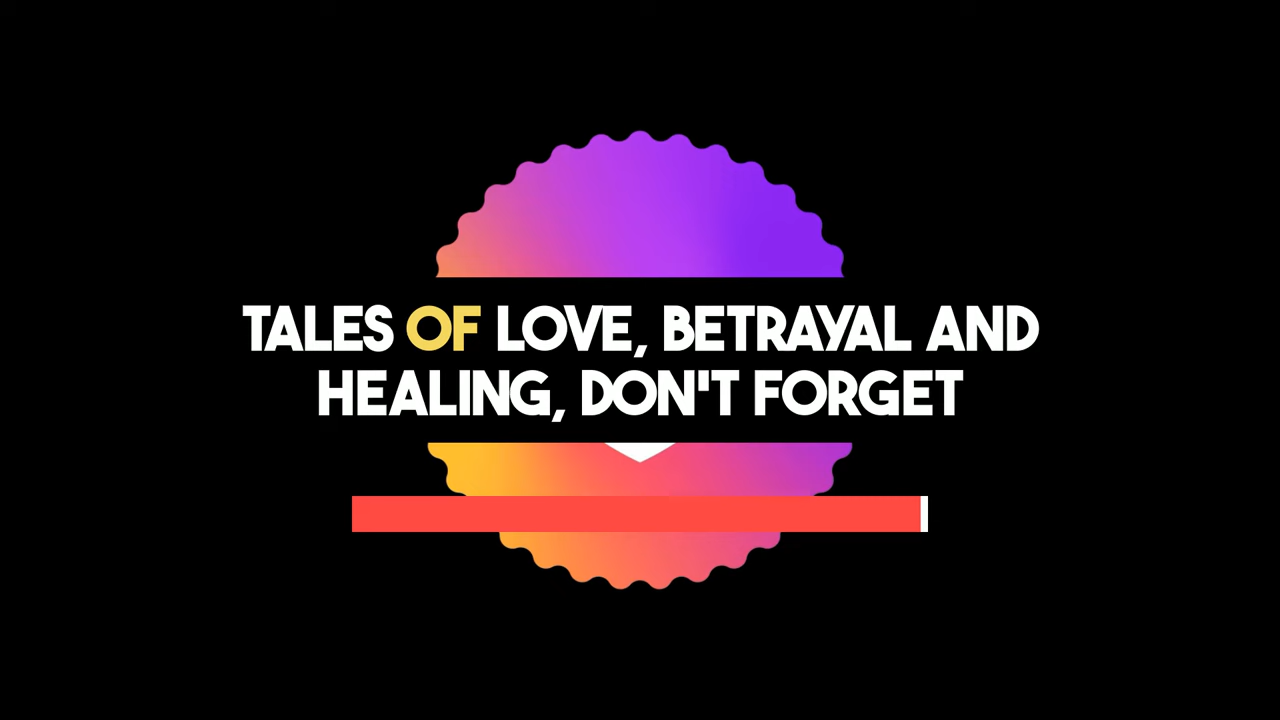 TALES OF LOVE, BETRAYAL AND
HEALING, DON'T FORGET